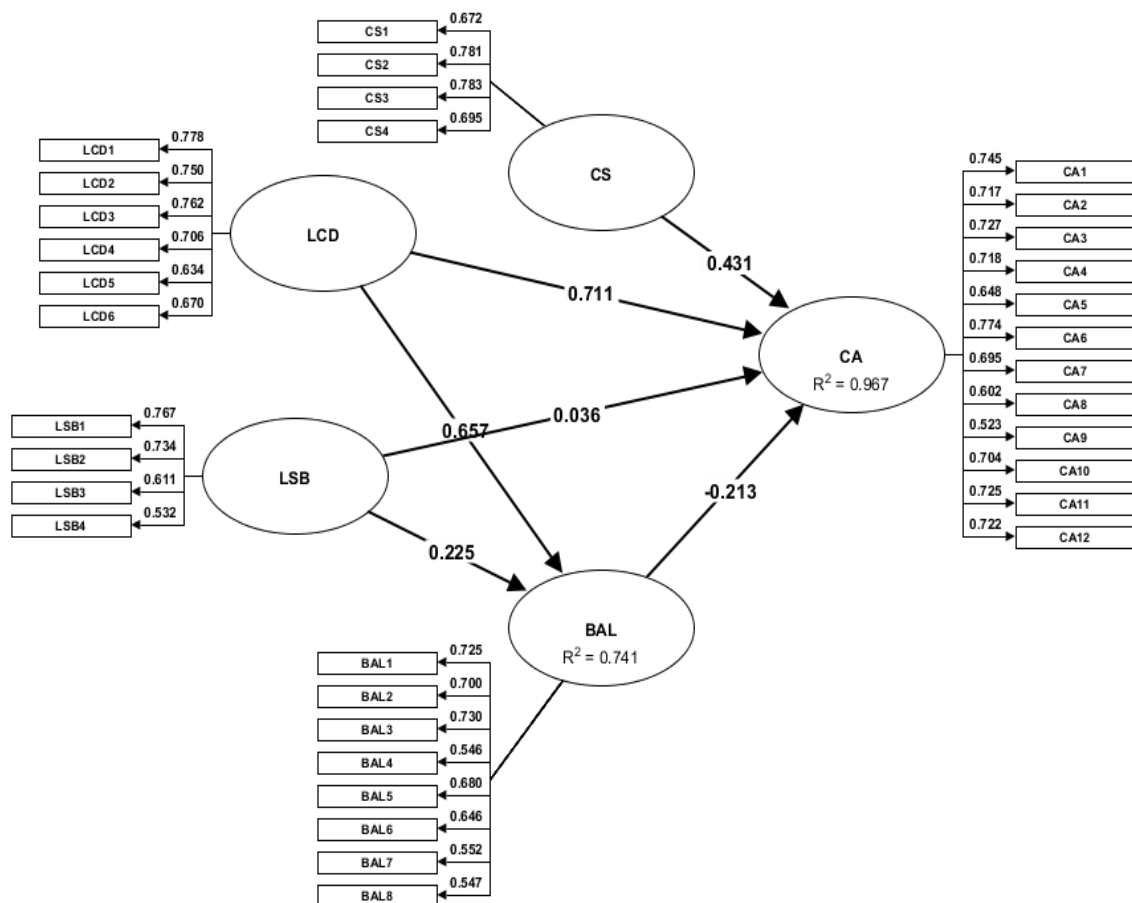 CS1 0.672
CS2 0.781
CS3 0.783
CS4 0.695
CS
LCD1 0.778
LCD2 0.750
LCD3 0.762
LCD4 0.706
LCD5 0.634
LCD6 0.670
LCD
0.431
0.711
LSB1 0.767
LSB2 0.734
LSB3 0.611
LSB4 0.532
LSB
0.657
0.036
0.225
-0.213
CA
R² = 0.967
0.745 CA1
0.717 CA2
0.727 CA3
0.718 CA4
0.648 CA5
0.774 CA6
0.695 CA7
0.602 CA8
0.523 CA9
0.704 CA10
0.725 CA11
0.722 CA12
BAL
R² = 0.741
BAL1 0.725
BAL2 0.700
BAL3 0.730
BAL4 0.546
BAL5 0.680
BAL6 0.646
BAL7 0.552
BAL8 0.547